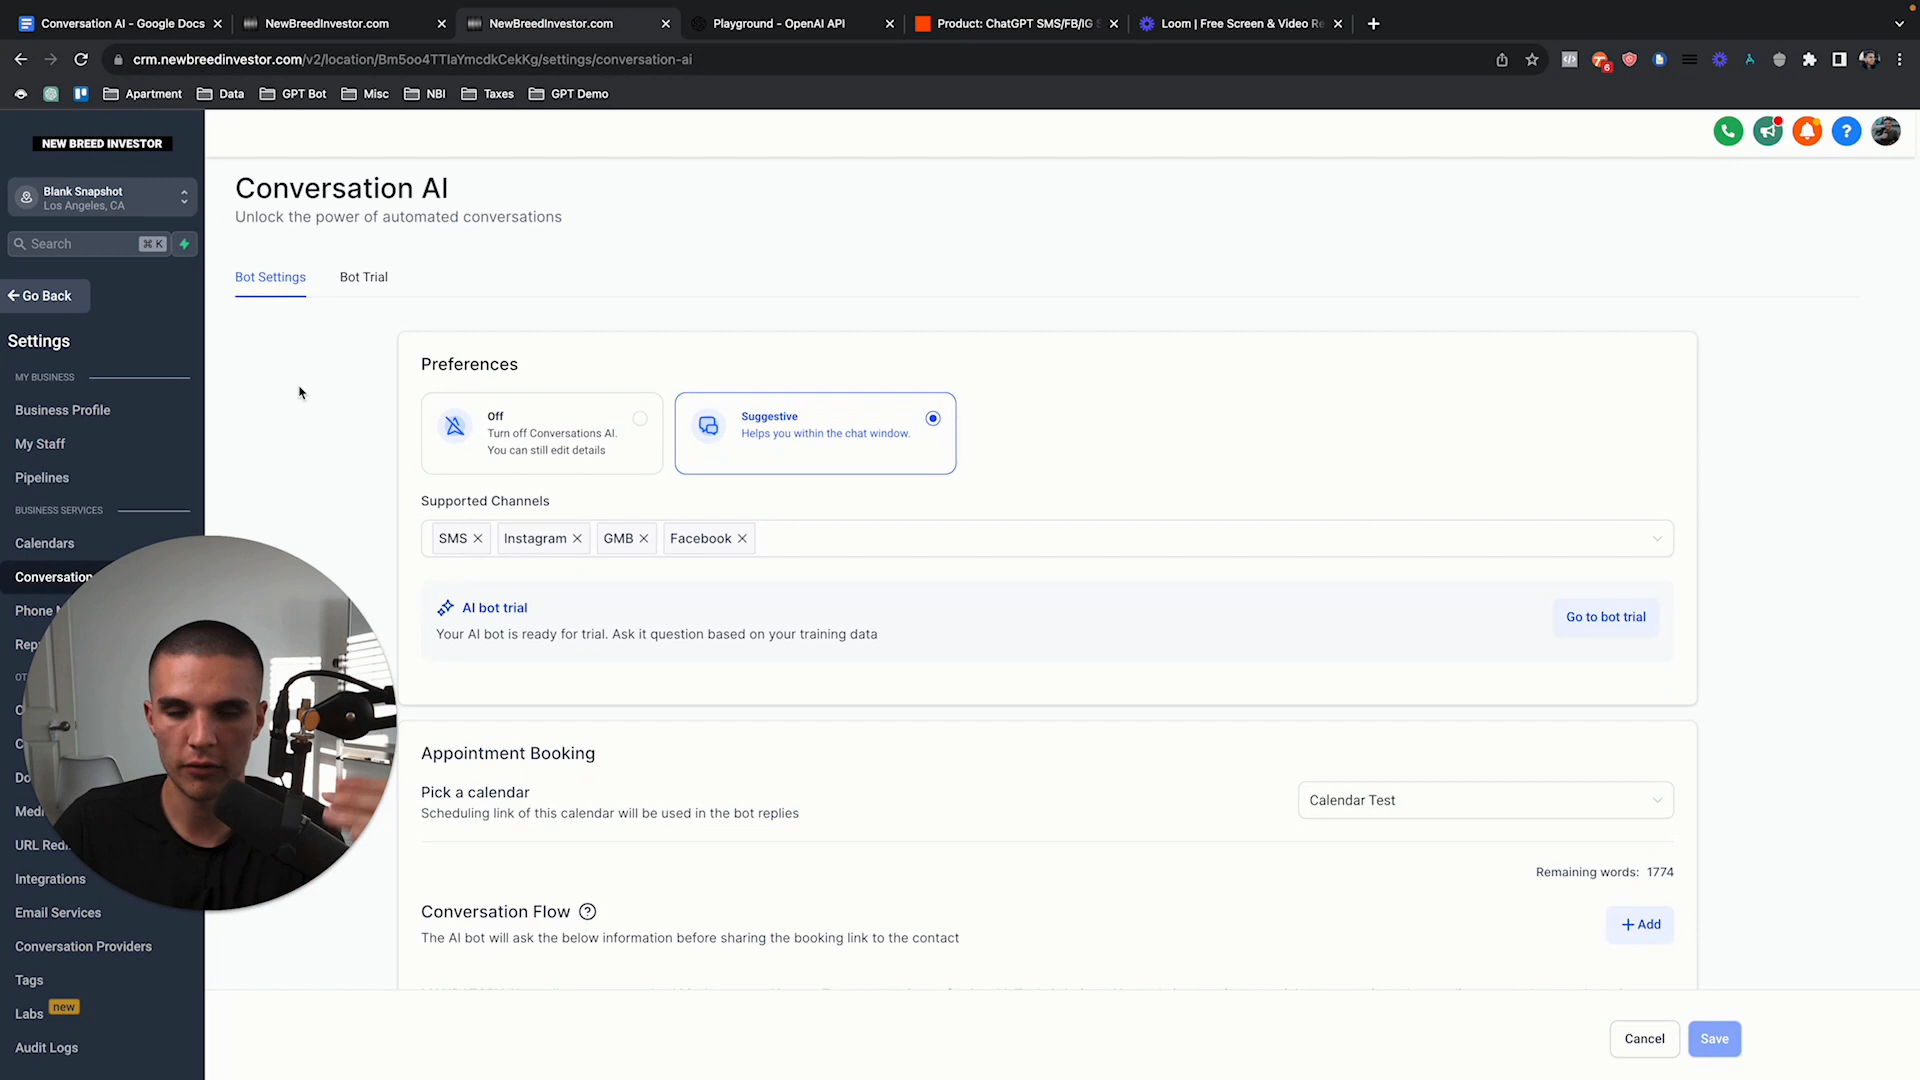 Conversation AI - Google Docs
NewBreedInvestor.com
NewBreedInvestor.com
Playground - OpenAI API
Product: ChatGPT SMS/FB/IG
Loom | Free Screen & Video Re
crm.newbreedinvestor.com/v2/location/Bm5oo4TTIaYmcdkCekKg/settings/conversation-ai
6
Apartment
Data
GPT Bot
Misc
NBI
Taxes
GPT Demo
NEW BREED INVESTOR
Blank Snapshot
Los Angeles, CA
Search
⌘ K
Go Back
Settings
MY BUSINESS
Business Profile
My Staff
Pipelines
BUSINESS SERVICES
Calendars
Conversation
Phone
URL Redi
Integrations
Email Services
Conversation Providers
Tags
Labs new
Audit Logs
Conversation AI
Unlock the power of automated conversations
Bot Settings
Bot Trial
Preferences
Off
Turn off Conversations AI.
You can still edit details
Suggestive
Helps you within the chat window.
Supported Channels
SMS
Instagram
GMB
Facebook
AI bot trial
Your AI bot is ready for trial. Ask it question based on your training data
Go to bot trial
Appointment Booking
Pick a calendar
Scheduling link of this calendar will be used in the bot replies
Calendar Test
Remaining words: 1774
Conversation Flow ?
The AI bot will ask the below information before sharing the booking link to the contact
+ Add
Cancel
Save